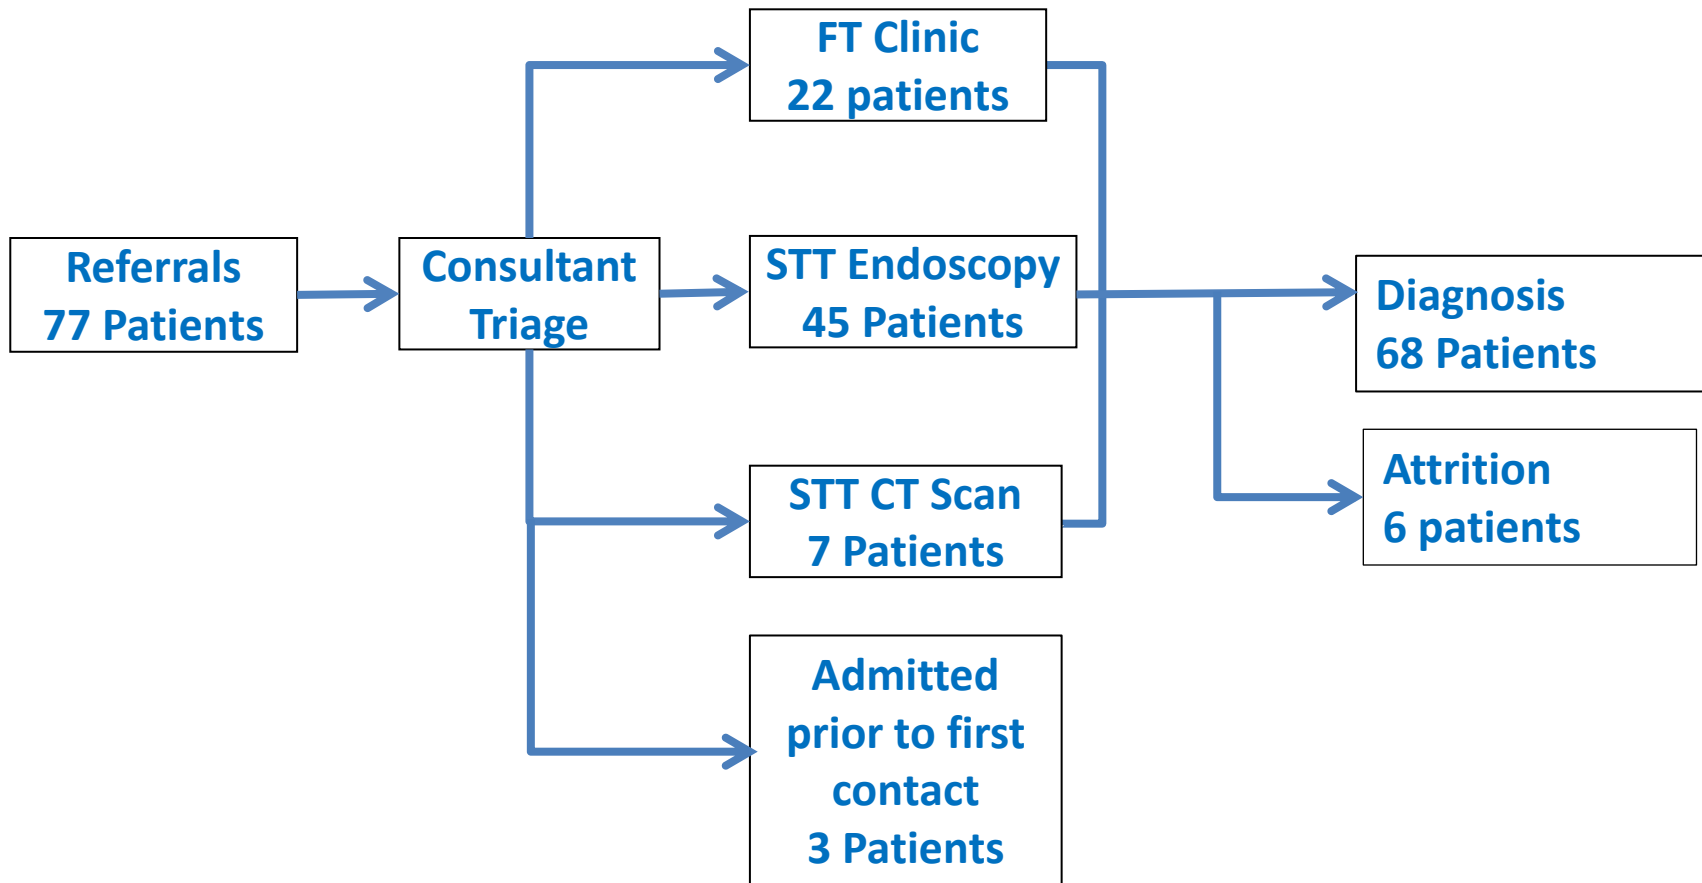 Referrals
77 Patients
Consultant
Triage
FT Clinic
22 patients
STT Endoscopy
45 Patients
STT CT Scan
7 Patients
Admitted
prior to first
contact
3 Patients
Diagnosis
68 Patients
Attrition
6 patients